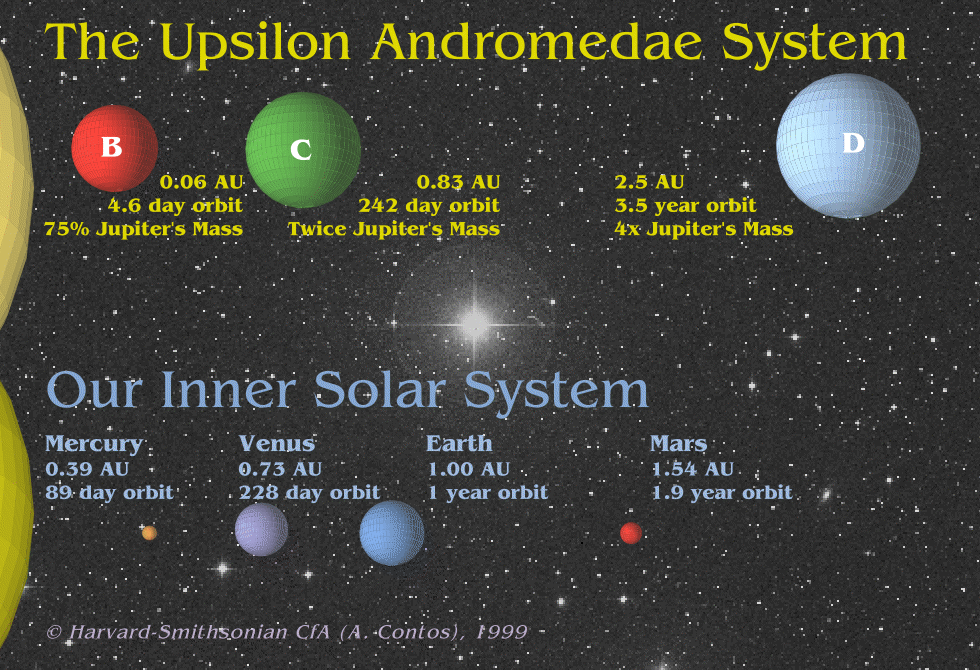 The Upsilon Andromedae System
B
C
D
0.06 AU
4.6 day orbit
75% Jupiter's Mass
0.83 AU
242 day orbit
Twice Jupiter's Mass
2.5 AU
3.5 year orbit
4x Jupiter's Mass
Our Inner Solar System
Mercury
0.39 AU
89 day orbit
Venus
0.73 AU
228 day orbit
Earth
1.00 AU
1 year orbit
Mars
1.54 AU
1.9 year orbit
© Harvard-Smithsonian CfA (A. Contos), 1999